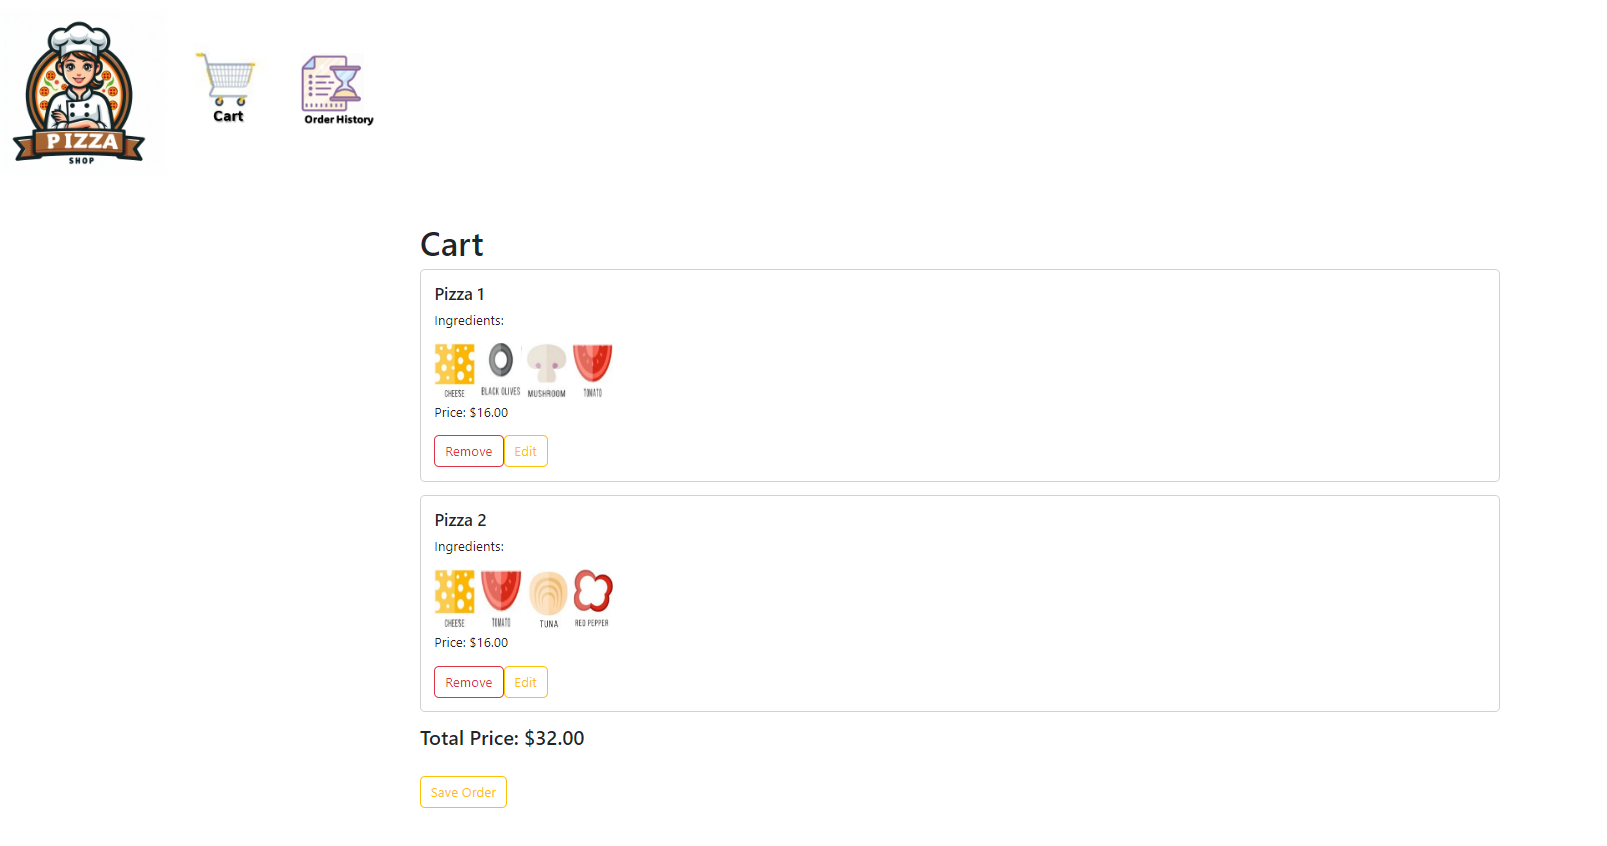 PIZZA
SHOP
Cart
Order History
Cart
Pizza 1
Ingredients:
CHEESE BLACK OLIVES MUSHROOM TOMATO
Price: $16.00
Remove Edit
Pizza 2
Ingredients:
CHEESE TOMATO TUNA RED PEPPER
Price: $16.00
Remove Edit
Total Price: $32.00
Save Order